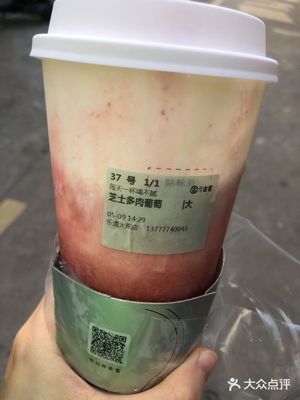 37 号 1/1
每天一杯喝不腻
芝士多肉葡萄 大
05-09 14:29
乐清大荆店 13777740043
大众点评